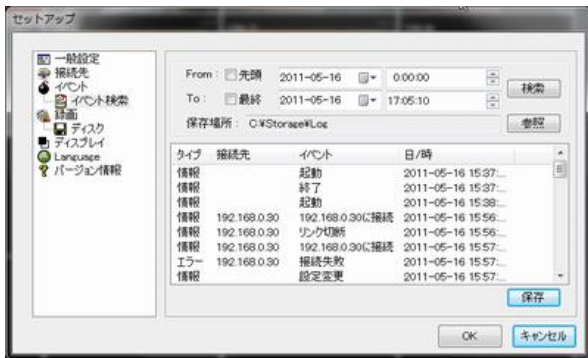 セットアップ
一般設定
接続先
イベント
イベント検索
録画
ディスク
ディスプレイ
Language
バージョン情報
From : 先頭 2011-05-16 0:00:00
検索
To : 最終 2011-05-16 17:05:10
保存場所 : C:¥Storage¥Log 参照
タイプ 接続先 イベント 日/時
情報 起動 2011-05-16 15:37:...
情報 終了 2011-05-16 15:37:...
情報 起動 2011-05-16 15:38:...
情報 192.168.0.30 192.168.0.30に接続 2011-05-16 15:56:...
情報 192.168.0.30 リンク切断 2011-05-16 15:56:...
情報 192.168.0.30 192.168.0.30に接続 2011-05-16 15:57:...
エラー 192.168.0.30 接続失敗 2011-05-16 15:57:...
情報 設定変更 2011-05-16 15:57:...
保存
OK キャンセル